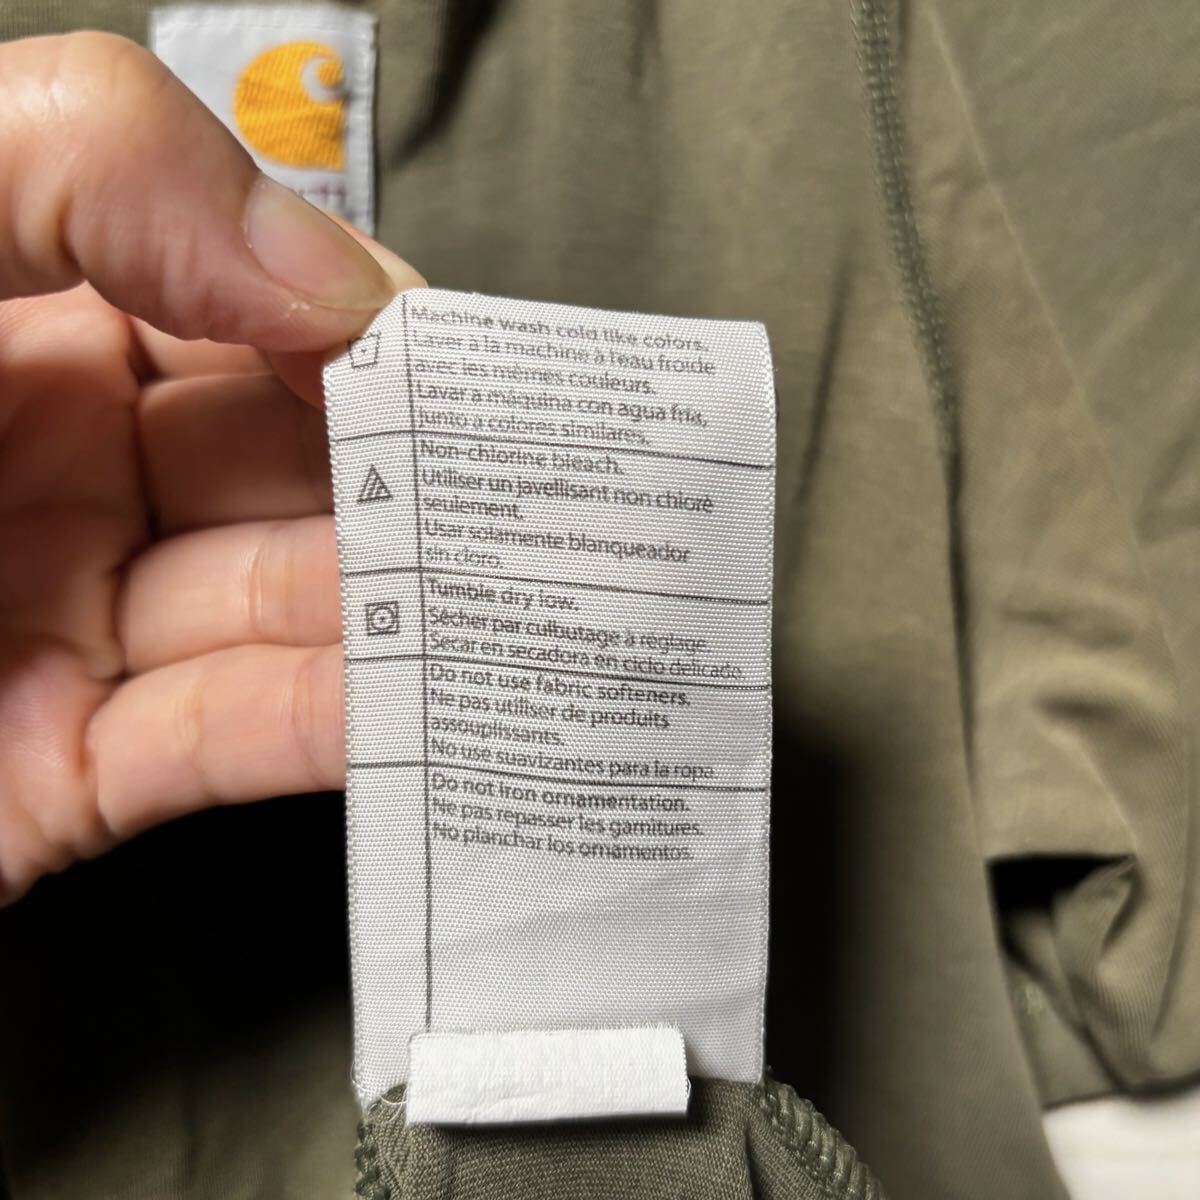 Machine wash cold like colors.
Laver à la machine à l'eau froide
avec les mêmes couleurs.
Lavar a máquina con agua fria,
junto a colores similares.
Non-chlorine bleach.
Utiliser un javellisant non chloré
seulement.
Usar solamente blanqueador
sin cloro.
Tumble dry low.
Sécher par culbutage à réglage
Secar en secadora en ciclo delicado.
Do not use fabric softeners.
Ne pas utiliser de produits
assouplissants.
No use suavizantes para la ropa.
Do not iron ornamentation.
Ne pas repasser les garnitures.
No planchar los ornamentos.